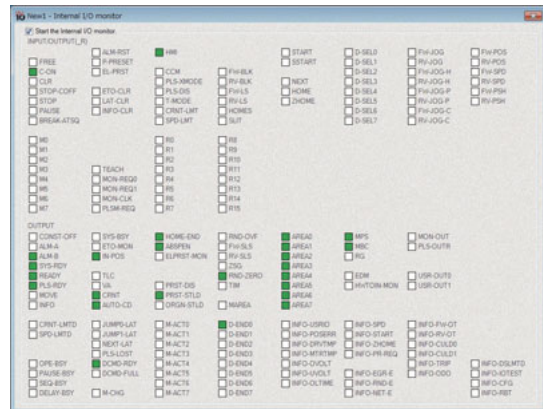 New1 - Internal I/O monitor
Start the Internal I/O monitor.
INPUT/OUTPUT(_R)
ALM-RST HMI START D-SEL0 FW-JOG FW-POS
FREE P-PRESET SSTART D-SEL1 RV-JOG RV-POS
C-ON EL-PRST CCM FW-BLK D-SEL2 FW-JOG-H FW-SPD
CLR PLS-XMODE RV-BLK NEXT D-SEL3 RV-JOG-H RV-SPD
STOP-COFF ETO-CLR PLS-DIS FW-LS HOME D-SEL4 FW-JOG-P FW-PSH
STOP LAT-CLR T-MODE RV-LS ZHOME D-SEL5 RV-JOG-P RV-PSH
PAUSE INFO-CLR CRNT-LMT HOMES D-SEL6 FW-JOG-C
BREAK-ATSQ SPD-LMT SLIT D-SEL7 RV-JOG-C
M0 R0 R8
M1 R1 R9
M2 R2 R10
M3 TEACH R3 R11
M4 MON-REQ0 R4 R12
M5 MON-REQ1 R5 R13
M6 MON-CLK R6 R14
M7 PLSM-REQ R7 R15
OUTPUT
CONST-OFF SYS-BSY HOME-END RND-OVF AREA0 MPS MON-OUT
ALM-A ETO-MON ABSPEN FW-SLS AREA1 MBC PLS-OUTR
ALM-B IN-POS ELPRST-MON RV-SLS AREA2 RG
SYS-RDY ZSG AREA3
READY TLC RND-ZERO AREA4 EDM USR-OUT0
PLS-RDY VA PRST-DIS TIM AREA5 HWTOIN-MON USR-OUT1
MOVE CRNT PRST-STLD AREA6
INFO AUTO-CD ORGN-STLD MAREA AREA7
CRNT-LMTD JUMP0-LAT M-ACT0 D-END0 INFO-USRIO INFO-SPD INFO-FW-OT
SPD-LMTD JUMP1-LAT M-ACT1 D-END1 INFO-POSERR INFO-START INFO-RV-OT
NEXT-LAT M-ACT2 D-END2 INFO-DRVTMP INFO-ZHOME INFO-CULD0
PLS-LOST M-ACT3 D-END3 INFO-MTRTMP INFO-PR-REQ INFO-CULD1
OPE-BSY DCMD-RDY M-ACT4 D-END4 INFO-OVOLT INFO-TRIP INFO-DSLMTD
PAUSE-BSY DCMD-FULL M-ACT5 D-END5 INFO-UVOLT INFO-EGR-E INFO-ODO INFO-IOTEST
SEQ-BSY M-ACT6 D-END6 INFO-OLTIME INFO-RND-E INFO-CFG
DELAY-BSY M-CHG M-ACT7 D-END7 INFO-NET-E INFO-RBT